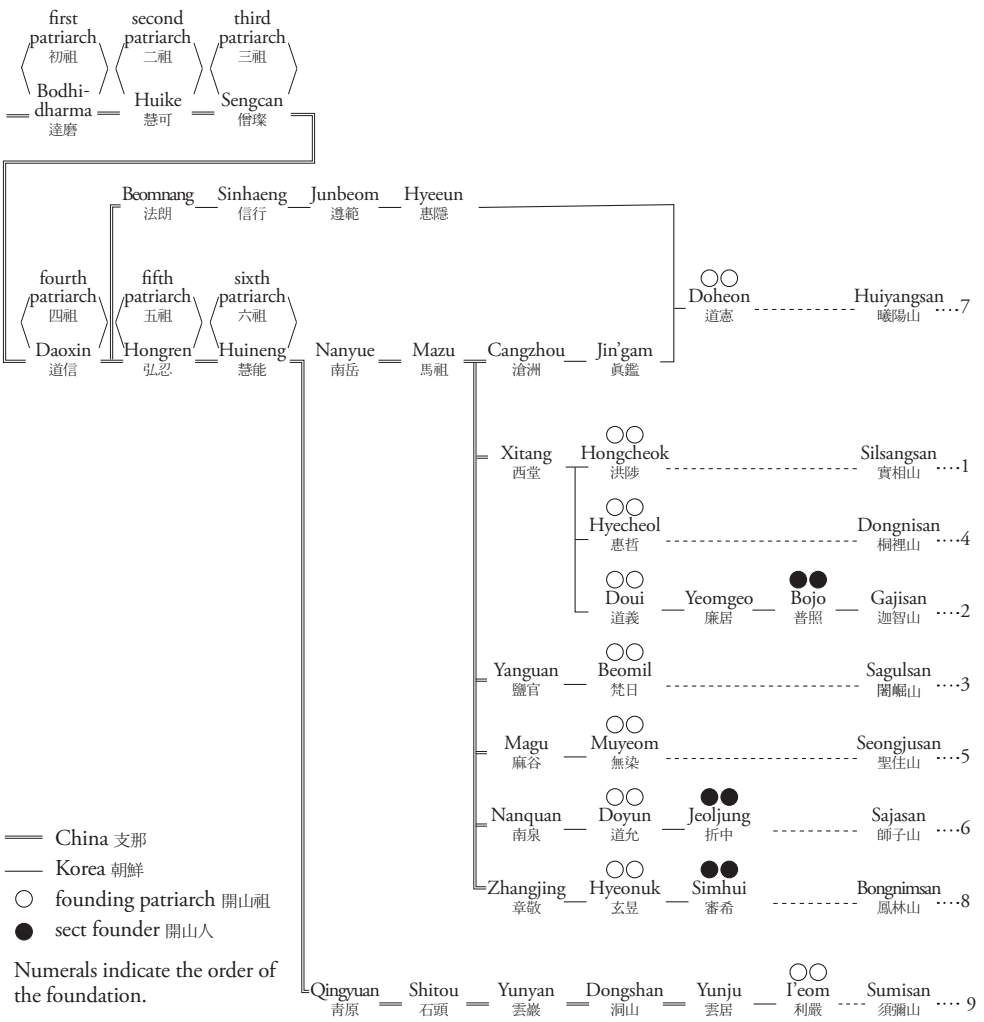 first patriarch 初祖
second patriarch 二祖
third patriarch 三祖
Bodhi-dharma 達磨
Huike 慧可
Sengcan 僧璨
Beomnang 法朗
Sinhaeng 信行
Junbeom 遵範
Hyeeun 惠隱
fourth patriarch 四祖
fifth patriarch 五祖
sixth patriarch 六祖
Doheon 道憲
Huiyangsan 曦陽山 ....7
Daoxin 道信
Hongren 弘忍
Huineng 慧能
Nanyue 南岳
Mazu 馬祖
Cangzhou 滄洲
Jin'gam 眞鑑
Xitang 西堂
Hongcheok 洪陟
Silsangsan 實相山 ....1
Hyecheol 惠哲
Dongnisan 桐裡山 ....4
Doui 道義
Yeomgeo 廉居
Bojo 普照
Gajisan 迦智山 ....2
Yanguan 鹽官
Beomil 梵日
Sagulsan 闍崛山 ....3
Magu 麻谷
Muyeom 無染
Seongjusan 聖住山 ....5
Nanquan 南泉
Doyun 道允
Jeoljung 折中
Sajasan 師子山 ....6
Zhangjing 章敬
Hyeonuk 玄昱
Simhui 審希
Bongnimsan 鳳林山 ....8
China 支那
Korea 朝鮮
founding patriarch 開山祖
sect founder 開山人
Numerals indicate the order of
the foundation.
Qingyuan 靑原
Shitou 石頭
Yunyan 雲巖
Dongshan 洞山
Yunju 雲居
I'eom 利嚴
Sumisan 須彌山 .... 9